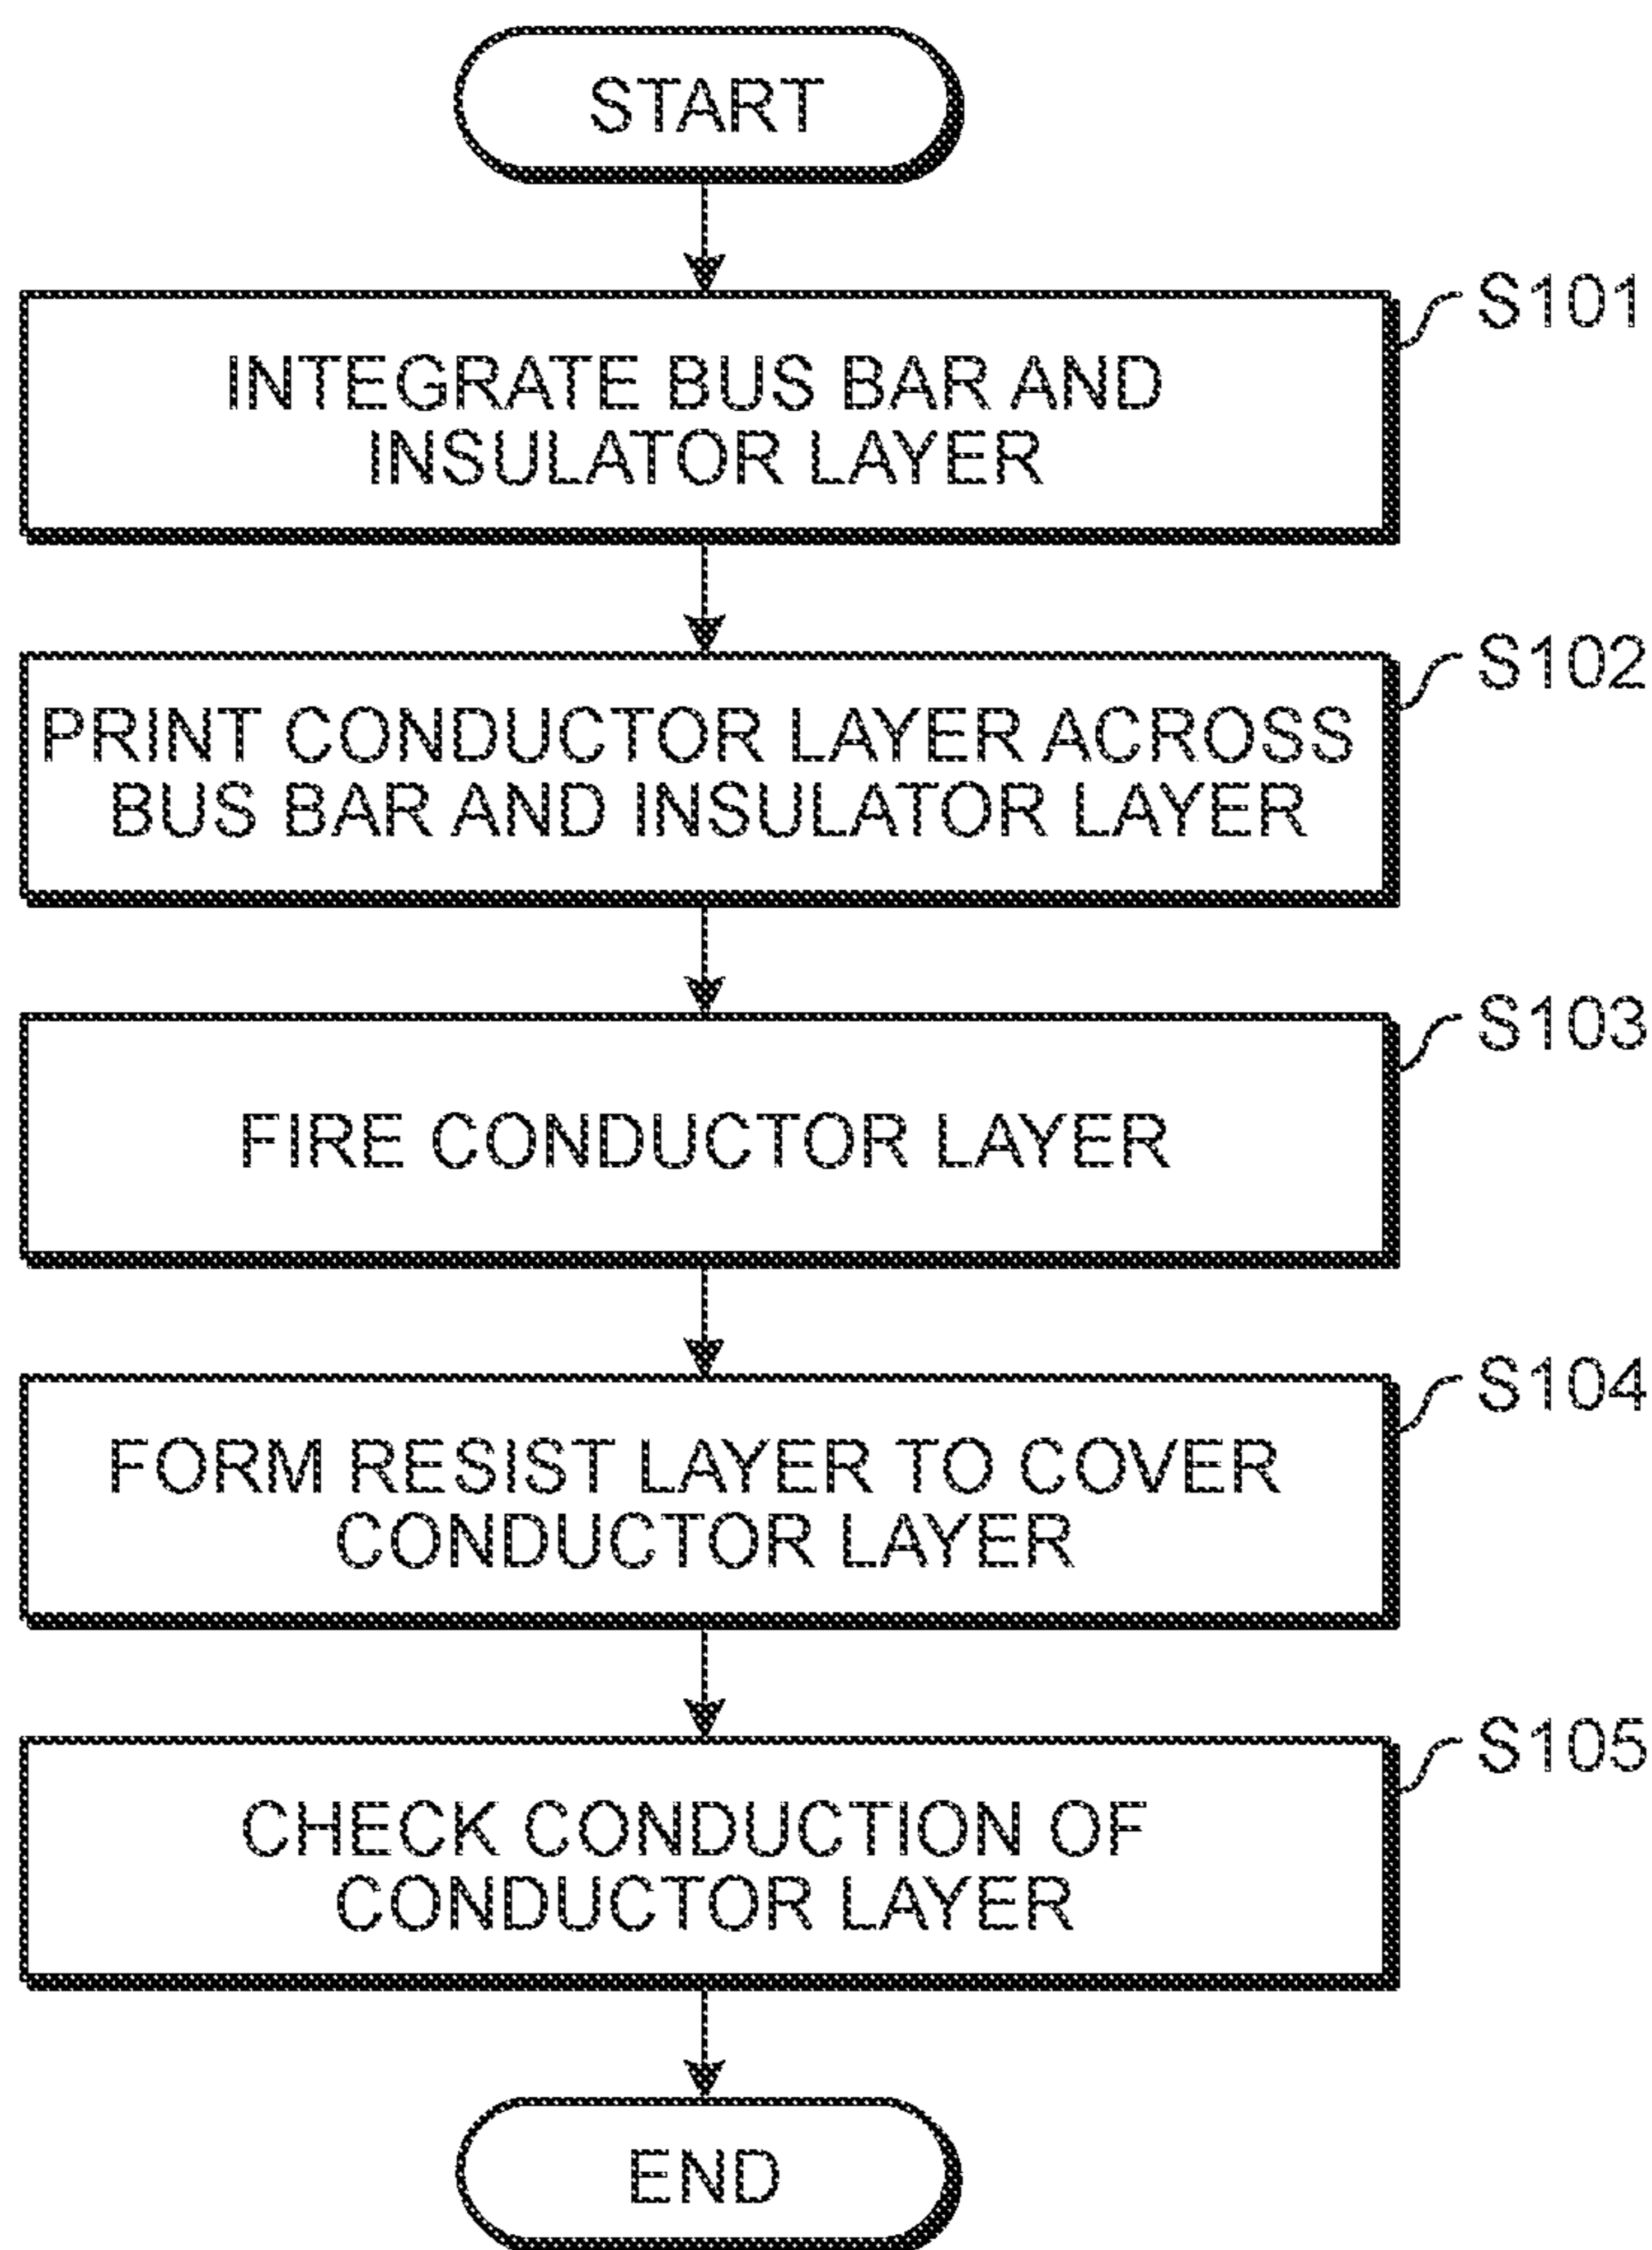 START
S101
INTEGRATE BUS BAR AND
INSULATOR LAYER
S102
PRINT CONDUCTOR LAYER ACROSS
BUS BAR AND INSULATOR LAYER
S103
FIRE CONDUCTOR LAYER
S104
FORM RESIST LAYER TO COVER
CONDUCTOR LAYER
S105
CHECK CONDUCTION OF
CONDUCTOR LAYER
END